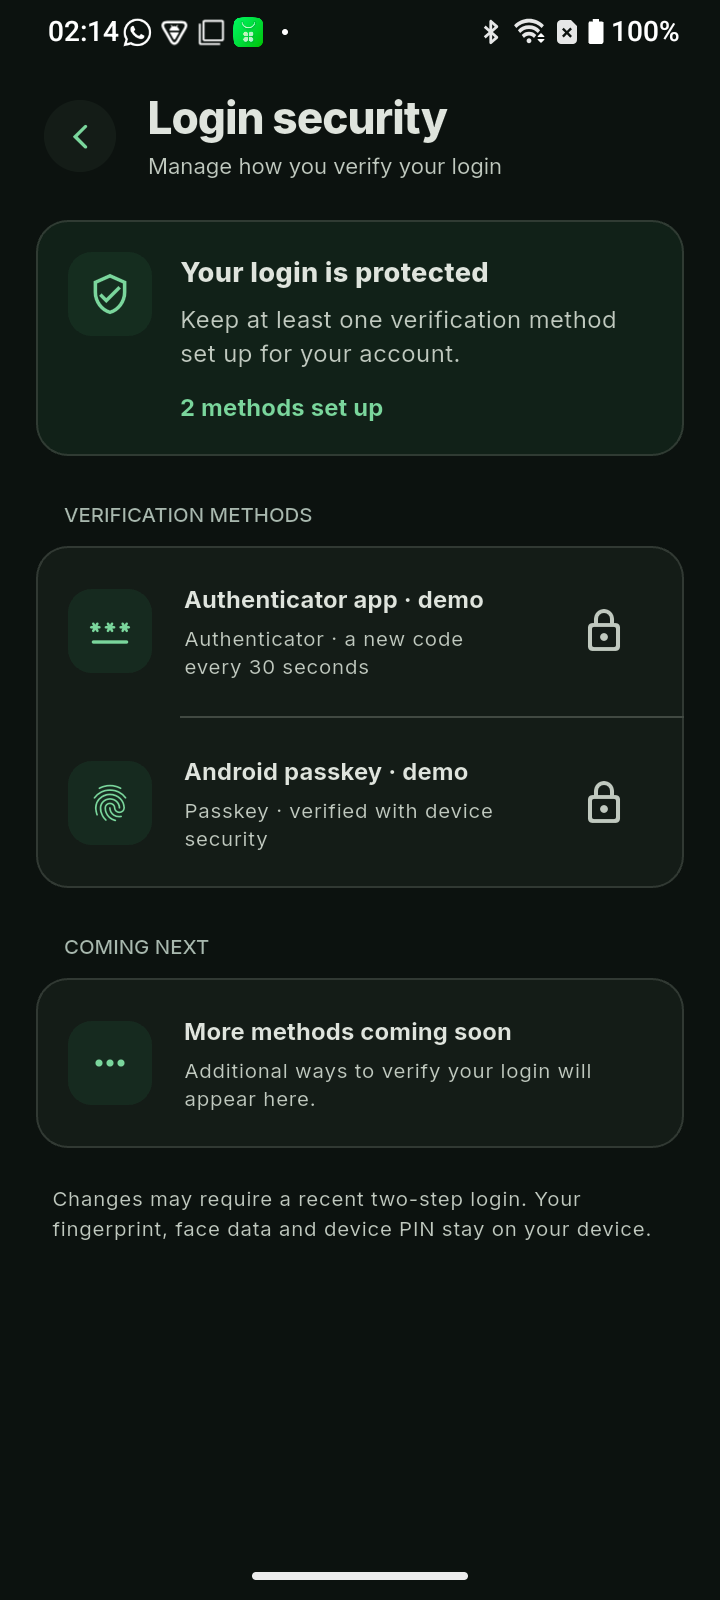 02:14
100%
Login security
Manage how you verify your login
Your login is protected
Keep at least one verification method
set up for your account.
2 methods set up
VERIFICATION METHODS
Authenticator app · demo
Authenticator · a new code
every 30 seconds
Android passkey · demo
Passkey · verified with device
security
COMING NEXT
More methods coming soon
Additional ways to verify your login will
appear here.
Changes may require a recent two-step login. Your
fingerprint, face data and device PIN stay on your device.